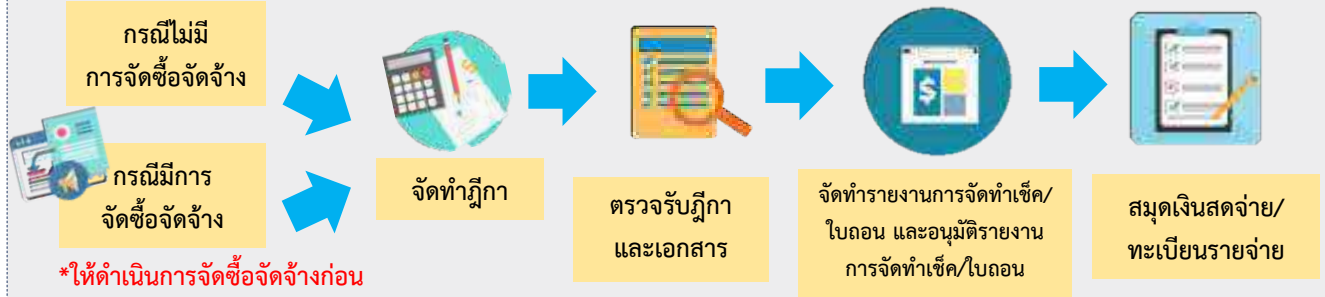 กรณีไม่มี
การจัดซื้อจัดจ้าง
กรณีมีการ
จัดซื้อจัดจ้าง
*ให้ดำเนินการจัดซื้อจัดจ้างก่อน
จัดทำฎีกา
ตรวจรับฎีกา
และเอกสาร
จัดทำรายงานการจัดทำเช็ค/
ใบถอน และอนุมัติรายงาน
การจัดทำเช็ค/ใบถอน
สมุดเงินสดจ่าย/
ทะเบียนรายจ่าย